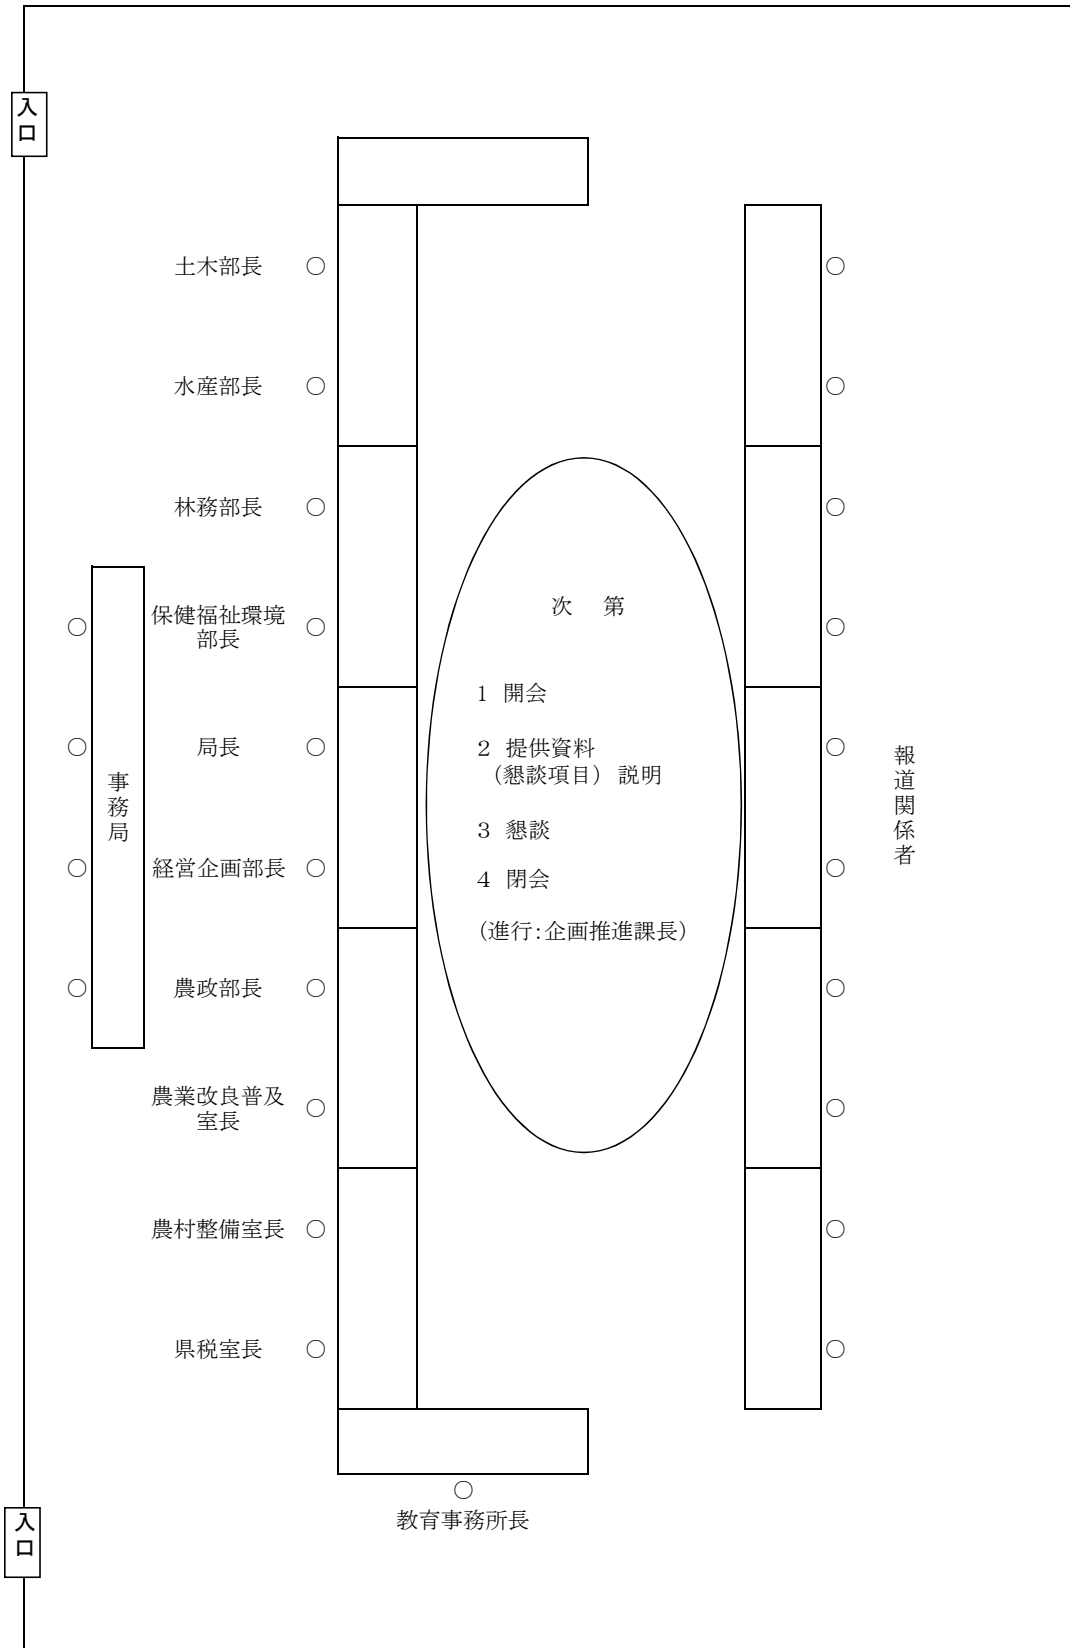 入口
土木部長 ○ ○
水産部長 ○ ○
林務部長 ○ ○
○ 保健福祉環境 ○ ○
部長
○ 局長 ○ ○
○ 経営企画部長 ○ ○
○ 農政部長 ○ ○
農業改良普及 ○ ○
室長
農村整備室長 ○ ○
県税室長 ○ ○
○
教育事務所長
事務局
次 第
1 開会
2 提供資料
（懇談項目） 説明
3 懇談
4 閉会
（進行：企画推進課長）
報道関係者
入口